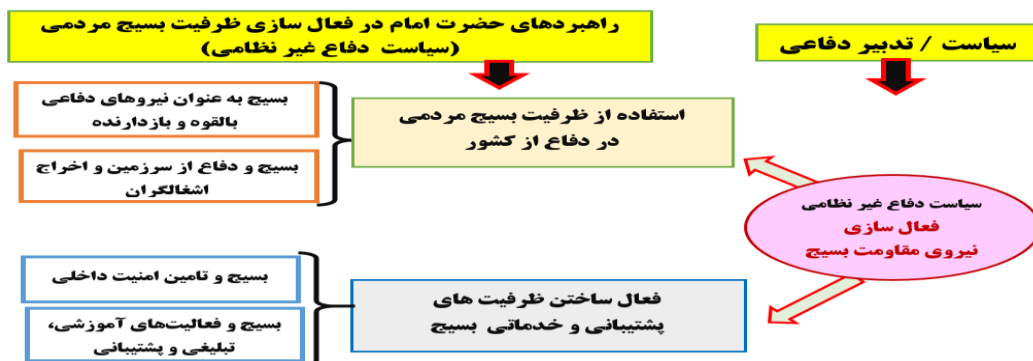 راهبردهای حضرت امام در فعال سازی ظرفیت بسیج مردمی
(سیاست دفاع غیر نظامی)
سیاست / تدبیر دفاعی
استفاده از ظرفیت بسیج مردمی
در دفاع از کشور
بسیج به عنوان نیروهای دفاعی
بالقوه و بازدارنده
بسیج و دفاع از سرزمین و اخراج
اشغالگران
سیاست دفاع غیر نظامی
فعال سازی
نیروی مقاومت بسیج
فعال ساختن ظرفیت های
پشتیبانی و خدماتی بسیج
بسیج و تامین امنیت داخلی
بسیج و فعالیت‌های آموزشی،
تبلیغی و پشتیبانی